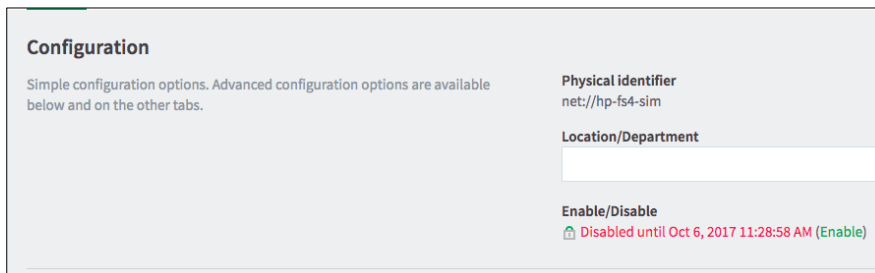 Configuration
Simple configuration options. Advanced configuration options are available
below and on the other tabs.
Physical identifier
net://hp-fs4-sim
Location/Department
Enable/Disable
Disabled until Oct 6, 2017 11:28:58 AM (Enable)